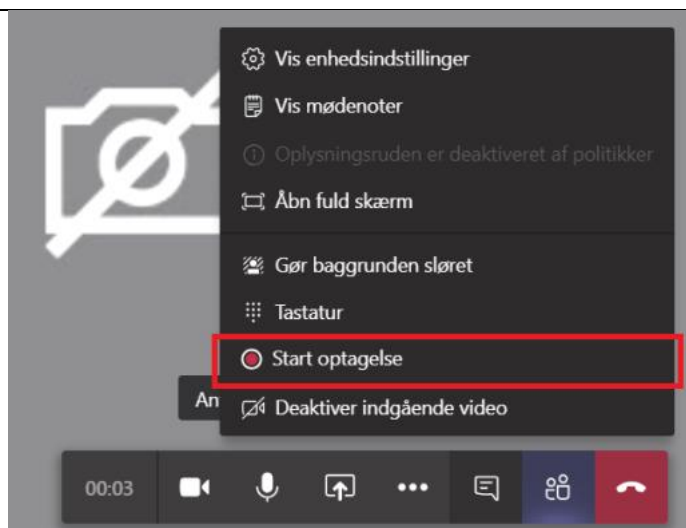 Vis enhedsindstillinger
Vis mødenoter
Oplysningsruden er deaktiveret af politikker
Åbn fuld skærm
Gør baggrunden sløret
Tastatur
Start optagelse
Deaktiver indgående video
00:03